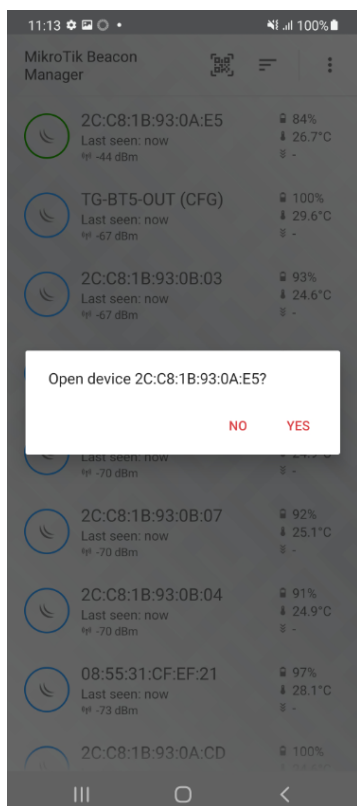 11:13
100%
MikroTik Beacon
Manager
2C:C8:1B:93:0A:E5
84%
Last seen: now
26.7°C
-44 dBm
-
TG-BT5-OUT (CFG)
100%
Last seen: now
29.6°C
-67 dBm
-
2C:C8:1B:93:0B:03
93%
Last seen: now
24.6°C
-67 dBm
-
Open device 2C:C8:1B:93:0A:E5?
NO
YES
Last seen: now
24.9°C
-70 dBm
-
2C:C8:1B:93:0B:07
92%
Last seen: now
25.1°C
-70 dBm
-
2C:C8:1B:93:0B:04
91%
Last seen: now
24.9°C
-70 dBm
-
08:55:31:CF:EF:21
97%
Last seen: now
28.1°C
-73 dBm
-
2C:C8:1B:93:0A:CD
100%